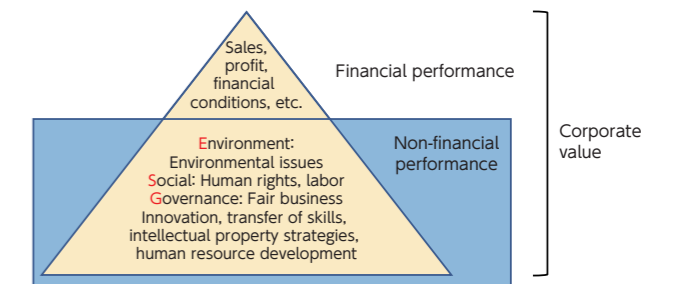 Sales,
profit,
financial
conditions, etc.
Financial performance
Environment:
Environmental issues
Social: Human rights, labor
Governance: Fair business
Innovation, transfer of skills,
intellectual property strategies,
human resource development
Non-financial
performance
Corporate
value